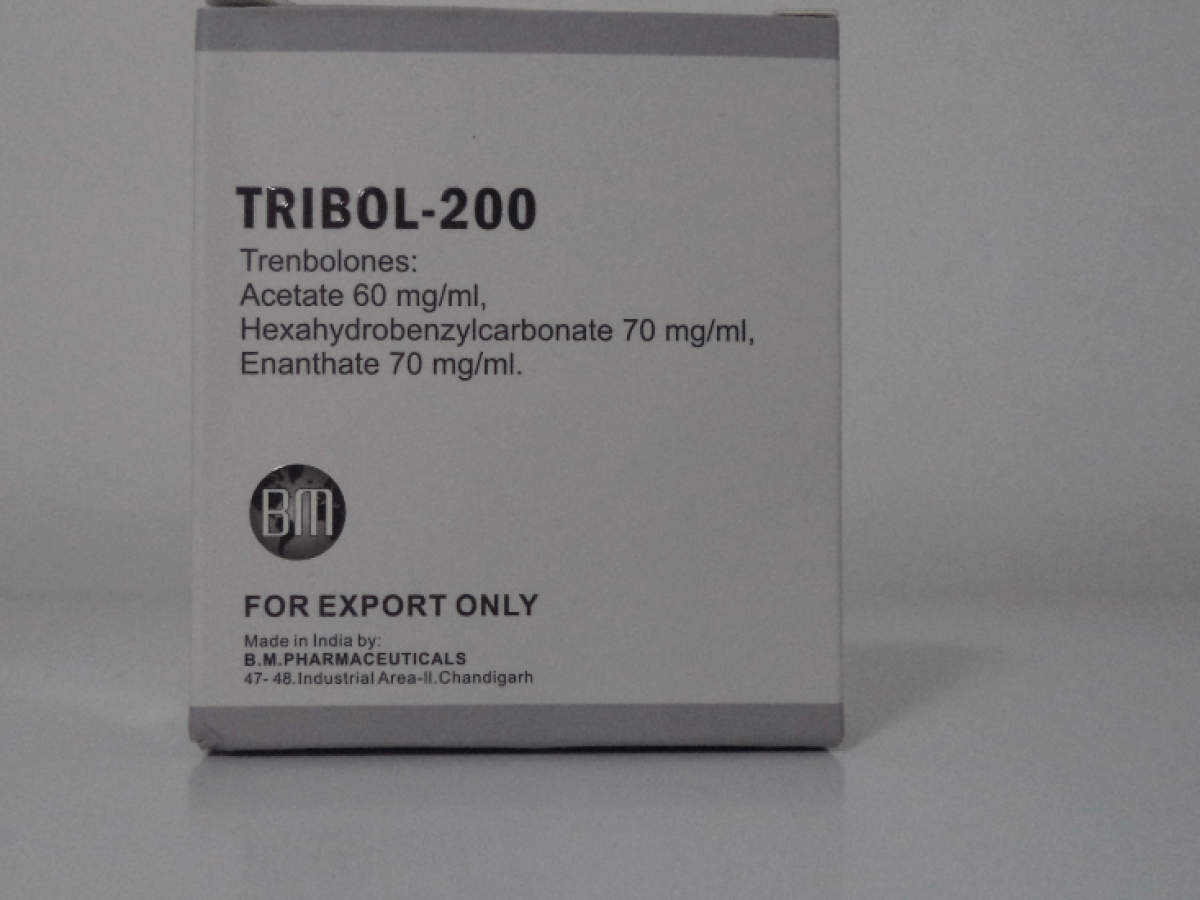 TRIBOL-200
Trenbolones:
Acetate 60 mg/ml,
Hexahydrobenzylcarbonate 70 mg/ml,
Enanthate 70 mg/ml.
BM
FOR EXPORT ONLY
Made in India by:
B.M.PHARMACEUTICALS
47- 48.Industrial Area-II.Chandigarh